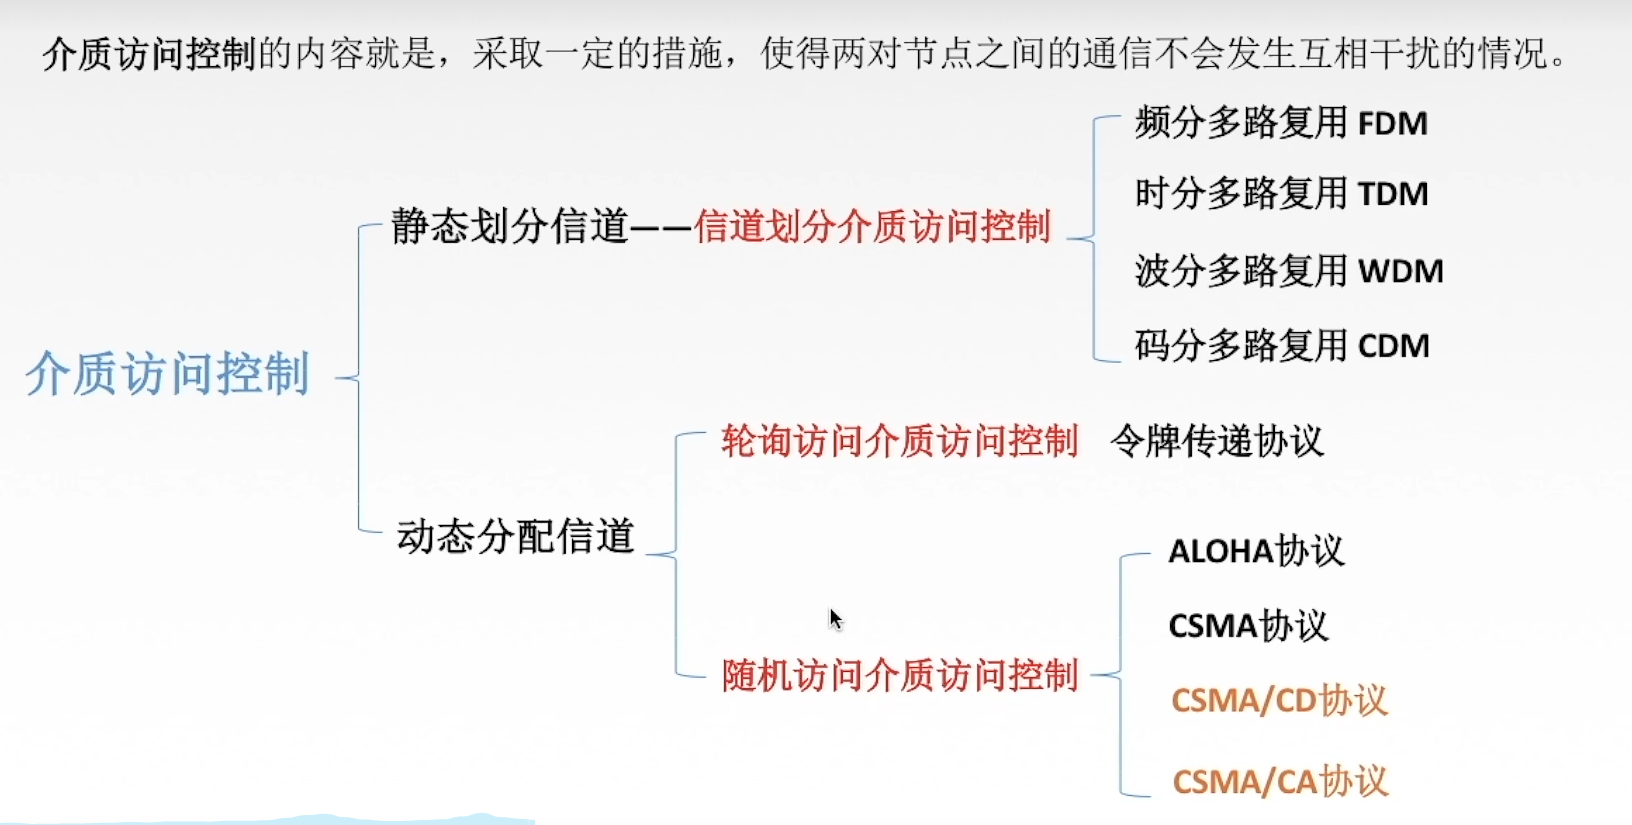 介质访问控制的内容就是，采取一定的措施，使得两对节点之间的通信不会发生互相干扰的情况。
频分多路复用 FDM
时分多路复用 TDM
静态划分信道——信道划分介质访问控制
波分多路复用 WDM
码分多路复用 CDM
介质访问控制
轮询访问介质访问控制 令牌传递协议
动态分配信道
ALOHA协议
CSMA协议
随机访问介质访问控制
CSMA/CD协议
CSMA/CA协议